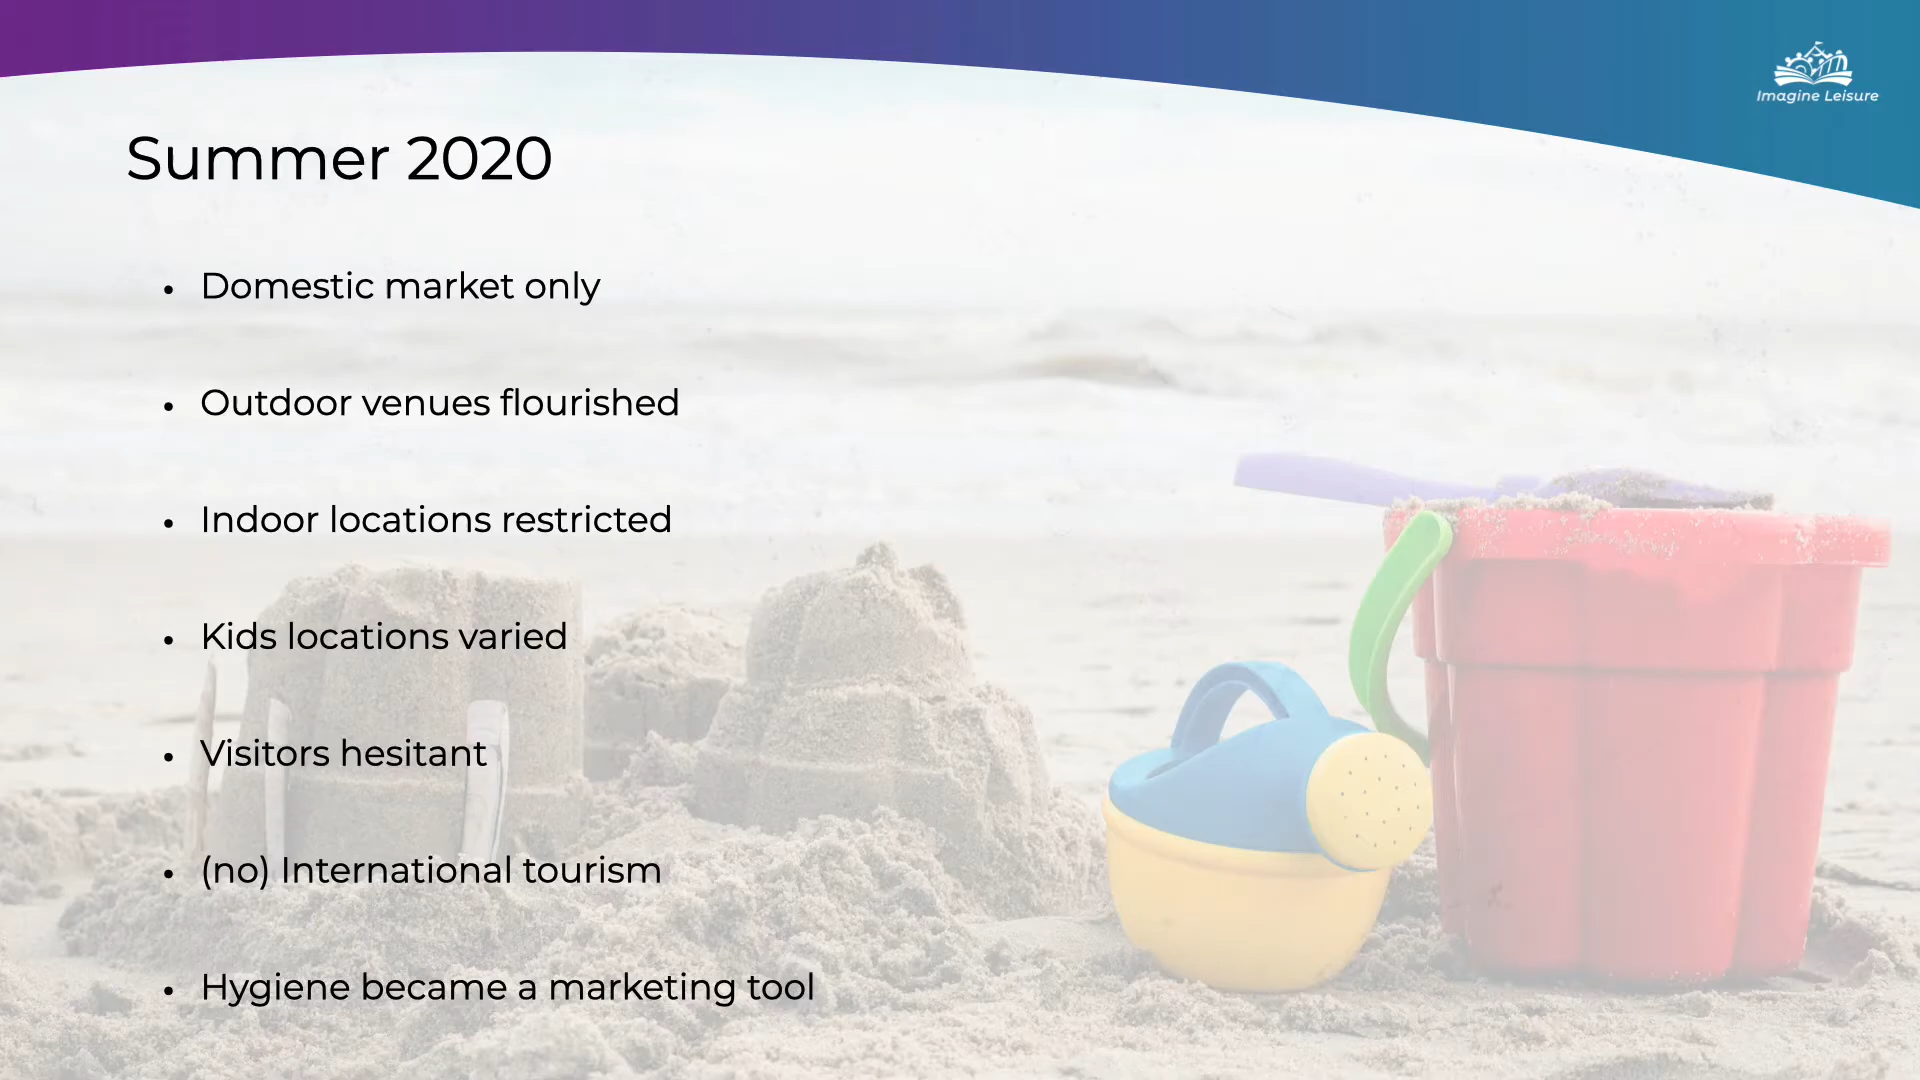 Imagine Leisure
Summer 2020
• Domestic market only
• Outdoor venues flourished
• Indoor locations restricted
• Kids locations varied
• Visitors hesitant
• (no) International tourism
• Hygiene became a marketing tool